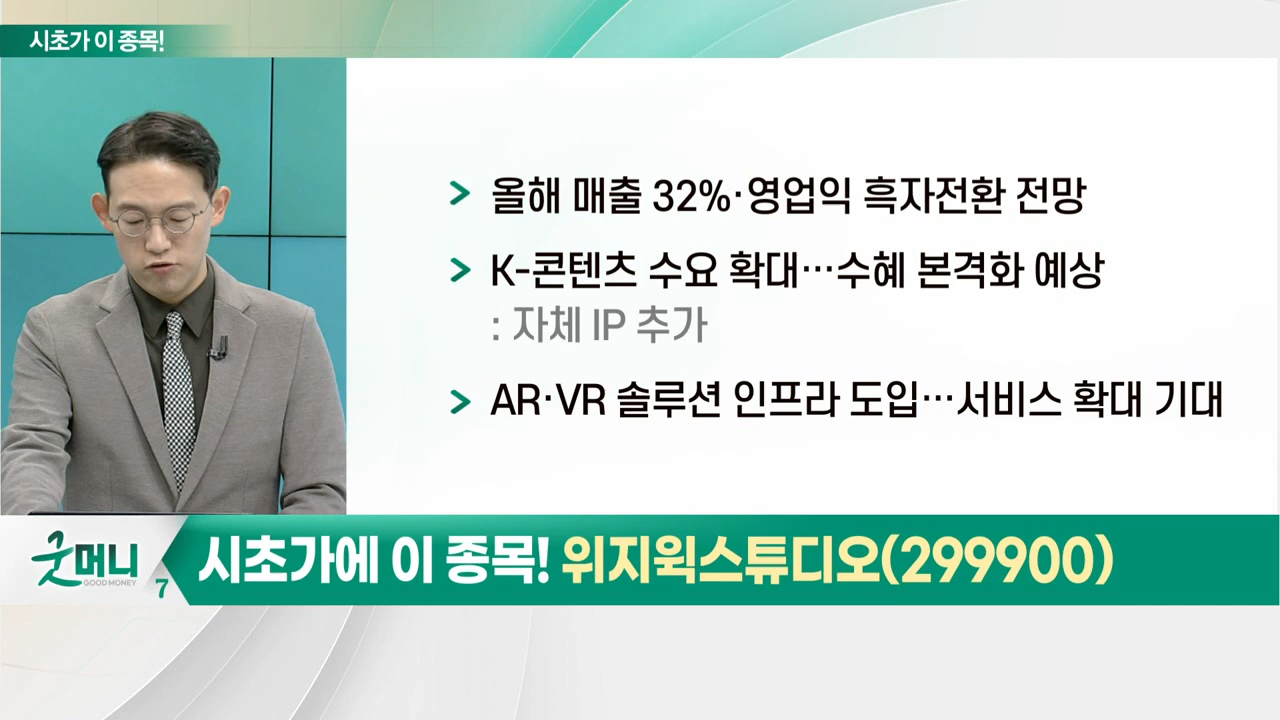 시초가 이 종목!
> 올해 매출 32%·영업익 흑자전환 전망
> K-콘텐츠 수요 확대…수혜 본격화 예상
: 자체 IP 추가
> AR·VR 솔루션 인프라 도입…서비스 확대 기대
굿머니
GOOD MONEY
7
시초가에 이 종목! 위지윅스튜디오(299900)